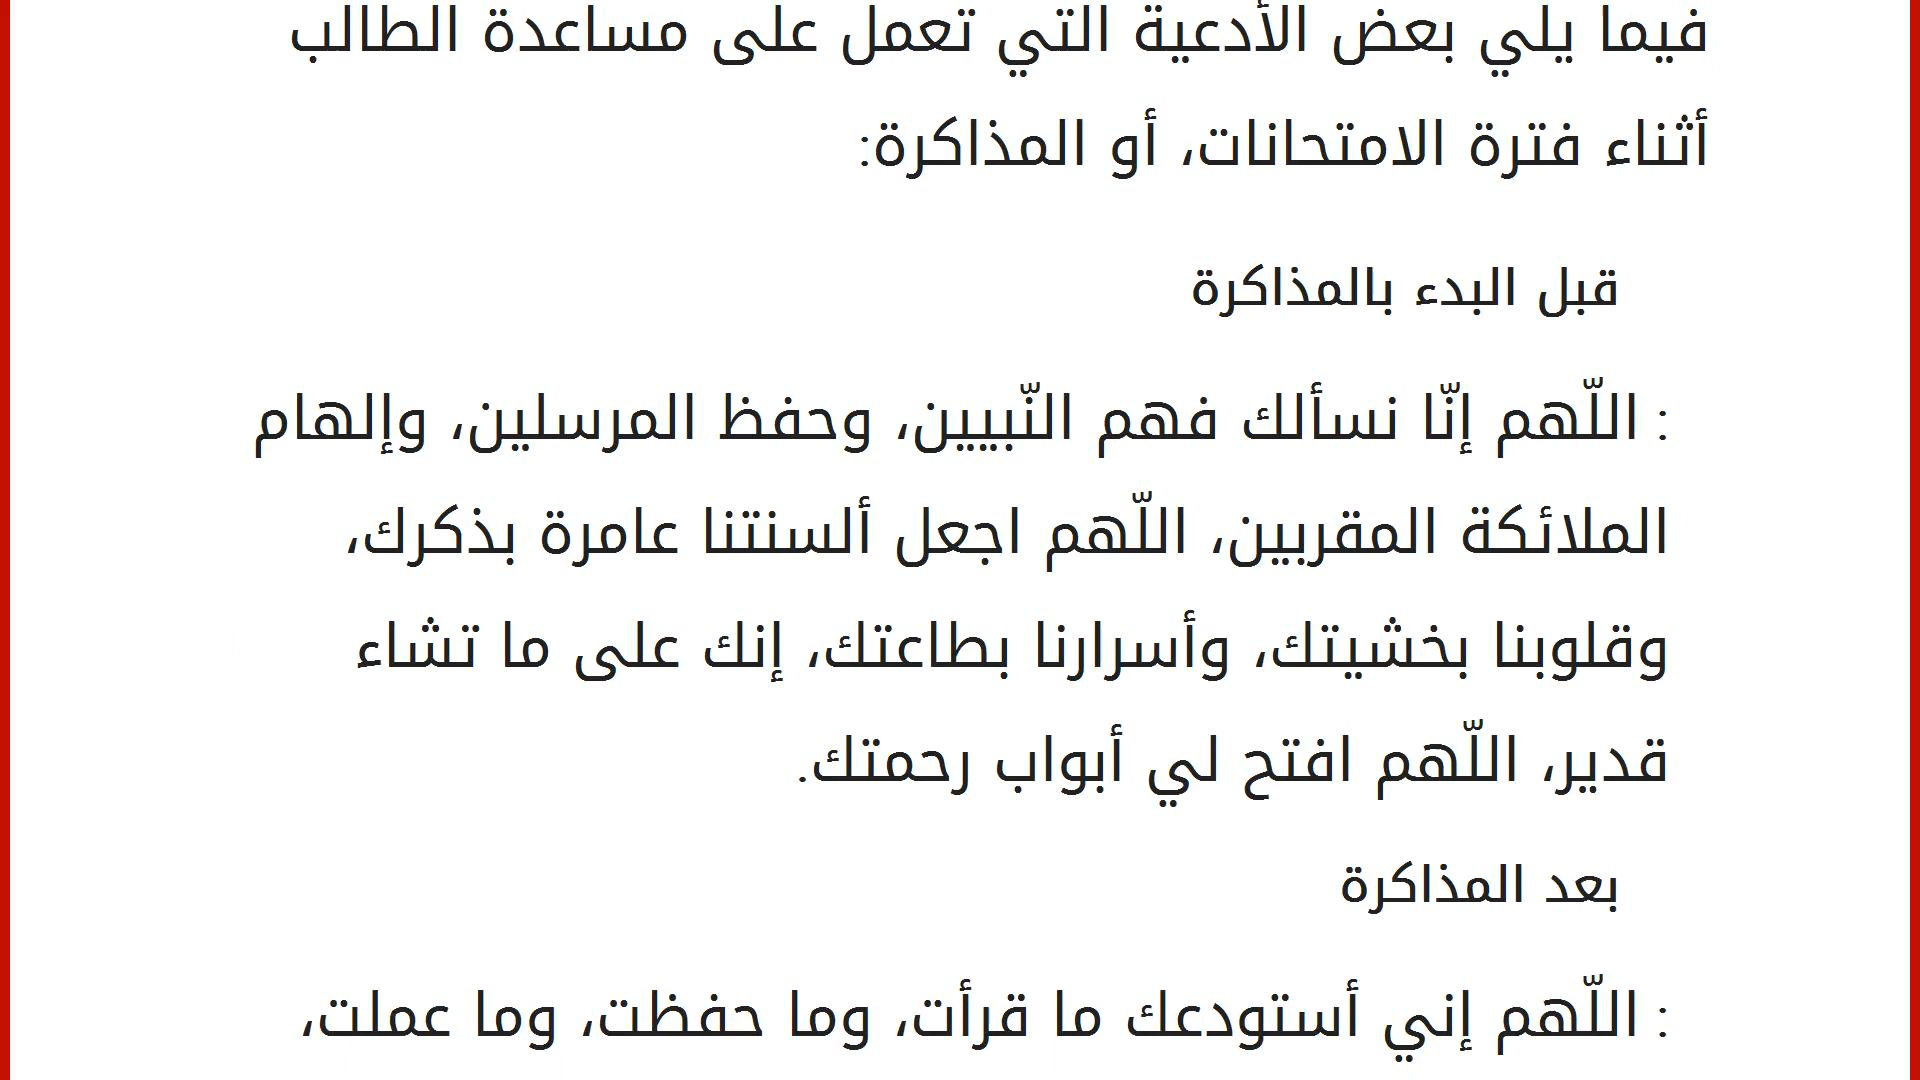 فيما يلي بعض الأدعية التي تعمل على مساعدة الطالب
أثناء فترة الامتحانات، أو المذاكرة:
قبل البدء بالمذاكرة
: اللّهم إنّا نسألك فهم النّبيين، وحفظ المرسلين، وإلهام
الملائكة المقربين، اللّهم اجعل ألسنتنا عامرة بذكرك،
وقلوبنا بخشيتك، وأسرارنا بطاعتك، إنك على ما تشاء
قدير، اللّهم افتح لي أبواب رحمتك.
بعد المذاكرة
: اللّهم إني أستودعك ما قرأت، وما حفظت، وما عملت،